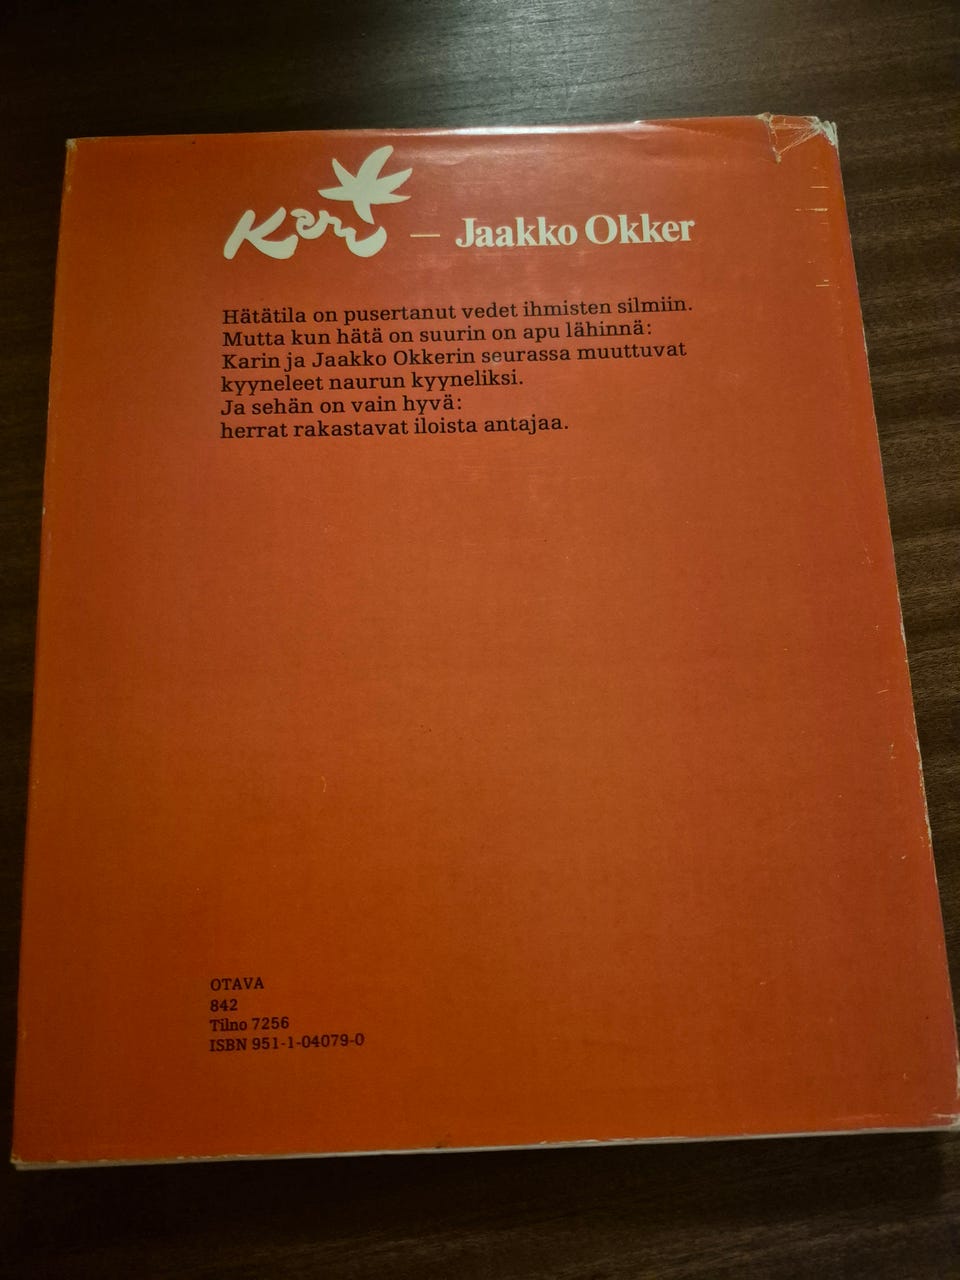 Kari — Jaakko Okker
Hätätila on pusertanut vedet ihmisten silmiin.
Mutta kun hätä on suurin on apu lähinnä:
Karin ja Jaakko Okkerin seurassa muuttuvat
kyyneleet naurun kyyneliksi.
Ja sehän on vain hyvä:
herrat rakastavat iloista antajaa.
OTAVA
842
Tilno 7256
ISBN 951-1-04079-0